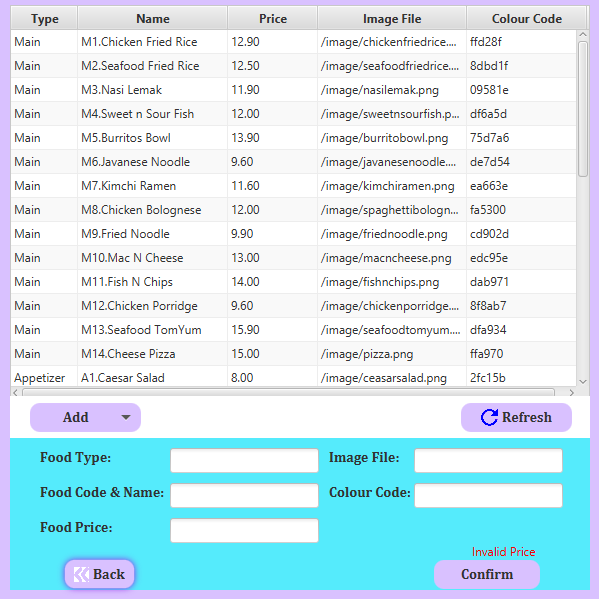 Type Name Price Image File Colour Code
Main M1.Chicken Fried Rice 12.90 /image/chickenfriedrice.... ffd28f
Main M2.Seafood Fried Rice 12.50 /image/seafoodfriedrice.... 8dbd1f
Main M3.Nasi Lemak 11.90 /image/nasilemak.png 09581e
Main M4.Sweet n Sour Fish 12.00 /image/sweetnsourfish.p... df6a5d
Main M5.Burritos Bowl 13.90 /image/burritobowl.png 75d7a6
Main M6.Javanese Noodle 9.60 /image/javanesenoodle.... de7d54
Main M7.Kimchi Ramen 11.60 /image/kimchiramen.png ea663e
Main M8.Chicken Bolognese 12.00 /image/spaghettibologn... fa5300
Main M9.Fried Noodle 9.90 /image/friednoodle.png cd902d
Main M10.Mac N Cheese 13.00 /image/macncheese.png edc95e
Main M11.Fish N Chips 14.00 /image/fishnchips.png dab971
Main M12.Chicken Porridge 9.60 /image/chickenporridge.... 8f8ab7
Main M13.Seafood TomYum 15.90 /image/seafoodtomyum.... dfa934
Main M14.Cheese Pizza 15.00 /image/pizza.png ffa970
Appetizer A1.Caesar Salad 8.00 /image/ceasarsalad.png 2fc15b
Add Refresh
Food Type: Image File:
Food Code & Name: Colour Code:
Food Price:
Invalid Price
Back Confirm